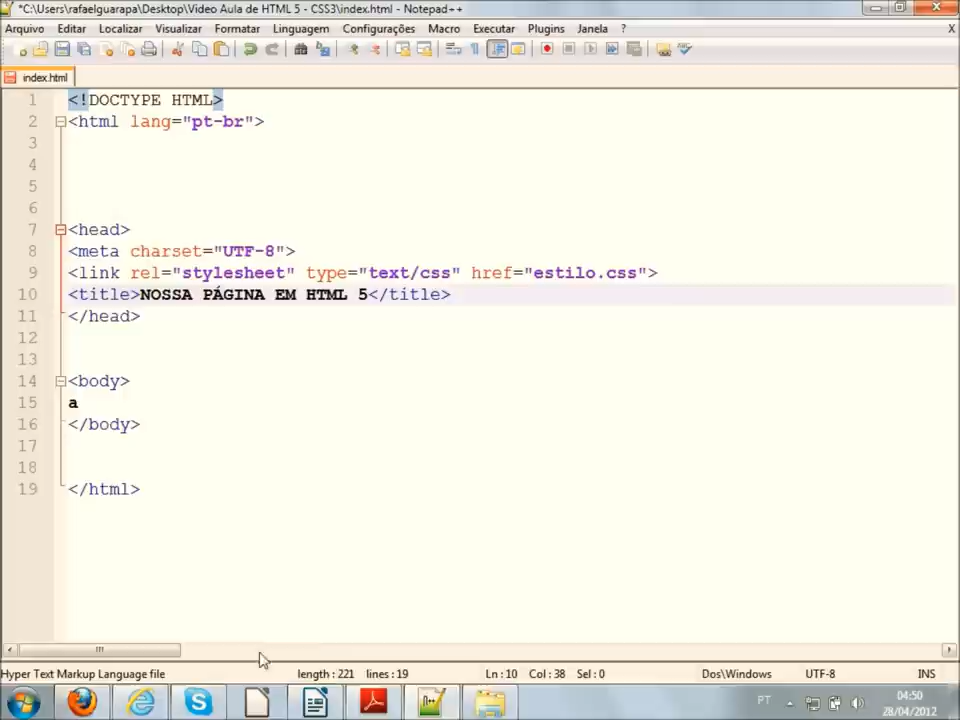 *C:\Users\rafaelguarapa\Desktop\Video Aula de HTML 5 - CSS3\index.html - Notepad++
Arquivo Editar Localizar Visualizar Formatar Linguagem Configurações Macro Executar Plugins Janela ? X
index.html
1 <!DOCTYPE HTML>
2 <html lang="pt-br">
3
4
5
6
7 <head>
8 <meta charset="UTF-8">
9 <link rel="stylesheet" type="text/css" href="estilo.css">
10 <title>NOSSA PÁGINA EM HTML 5</title>
11 </head>
12
13
14 <body>
15 a
16 </body>
17
18
19 </html>
Hyper Text Markup Language file length : 221 lines : 19 Ln : 10 Col : 38 Sel : 0 Dos\Windows UTF-8 INS
PT 04:50
28/04/2012